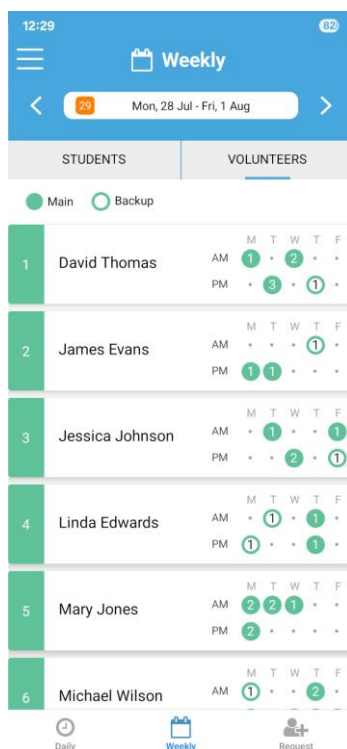 12:29 82
Weekly
29 Mon, 28 Jul - Fri, 1 Aug
STUDENTS VOLUNTEERS
Main Backup
M T W T F
1 David Thomas AM 1 • 2 • •
PM • 3 • 1 •
M T W T F
2 James Evans AM • • • 1 •
PM 1 1 • • •
M T W T F
3 Jessica Johnson AM • 1 • • 1
PM • • 2 • 1
M T W T F
4 Linda Edwards AM • 1 • 1 •
PM 1 • • 1 •
M T W T F
5 Mary Jones AM 2 2 1 • •
PM 2 • • • •
M T W T F
6 Michael Wilson AM 1 • • 2 •
Daily Weekly Request